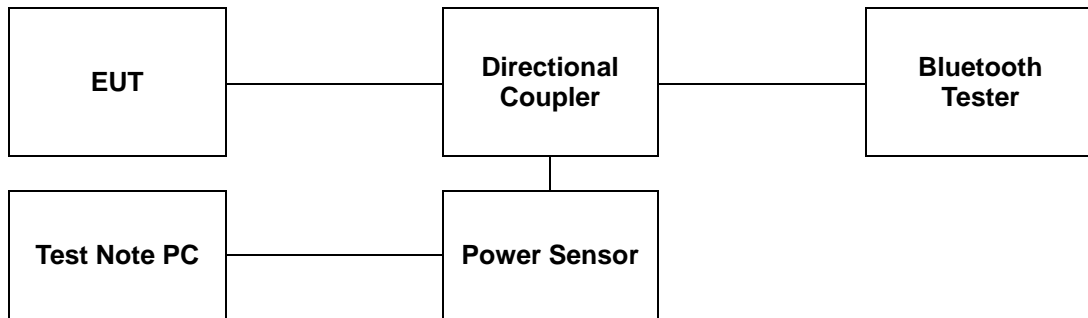 EUT
Directional
Coupler
Bluetooth
Tester
Test Note PC
Power Sensor